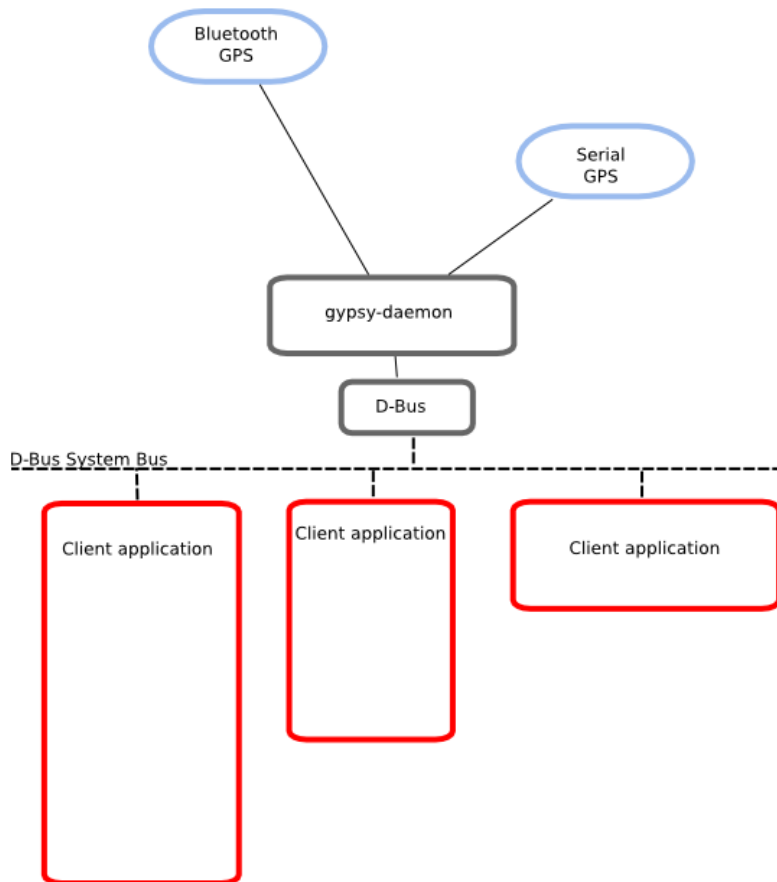 Bluetooth
GPS
Serial
GPS
gypsy-daemon
D-Bus
D-Bus System Bus
Client application
Client application
Client application